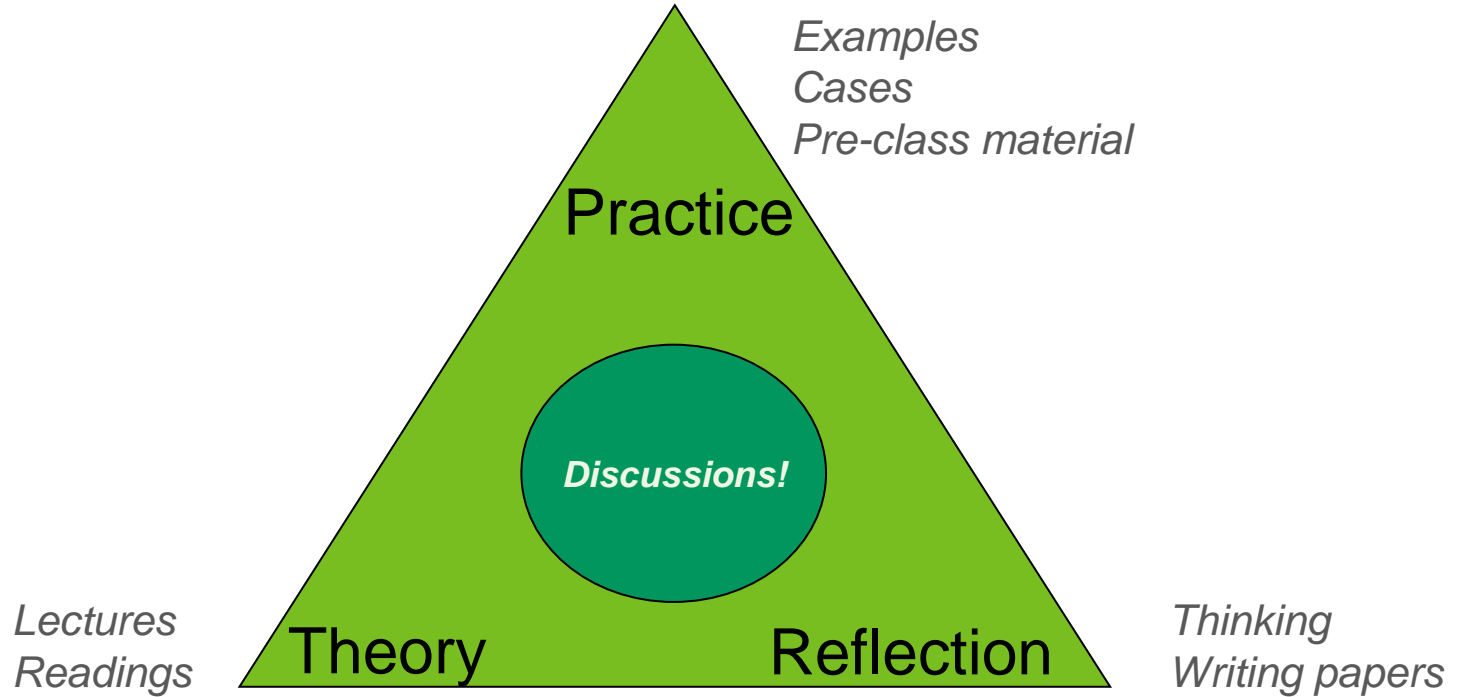 Examples
Cases
Pre-class material
Practice
Discussions!
Lectures
Readings
Theory
Reflection
Thinking
Writing papers